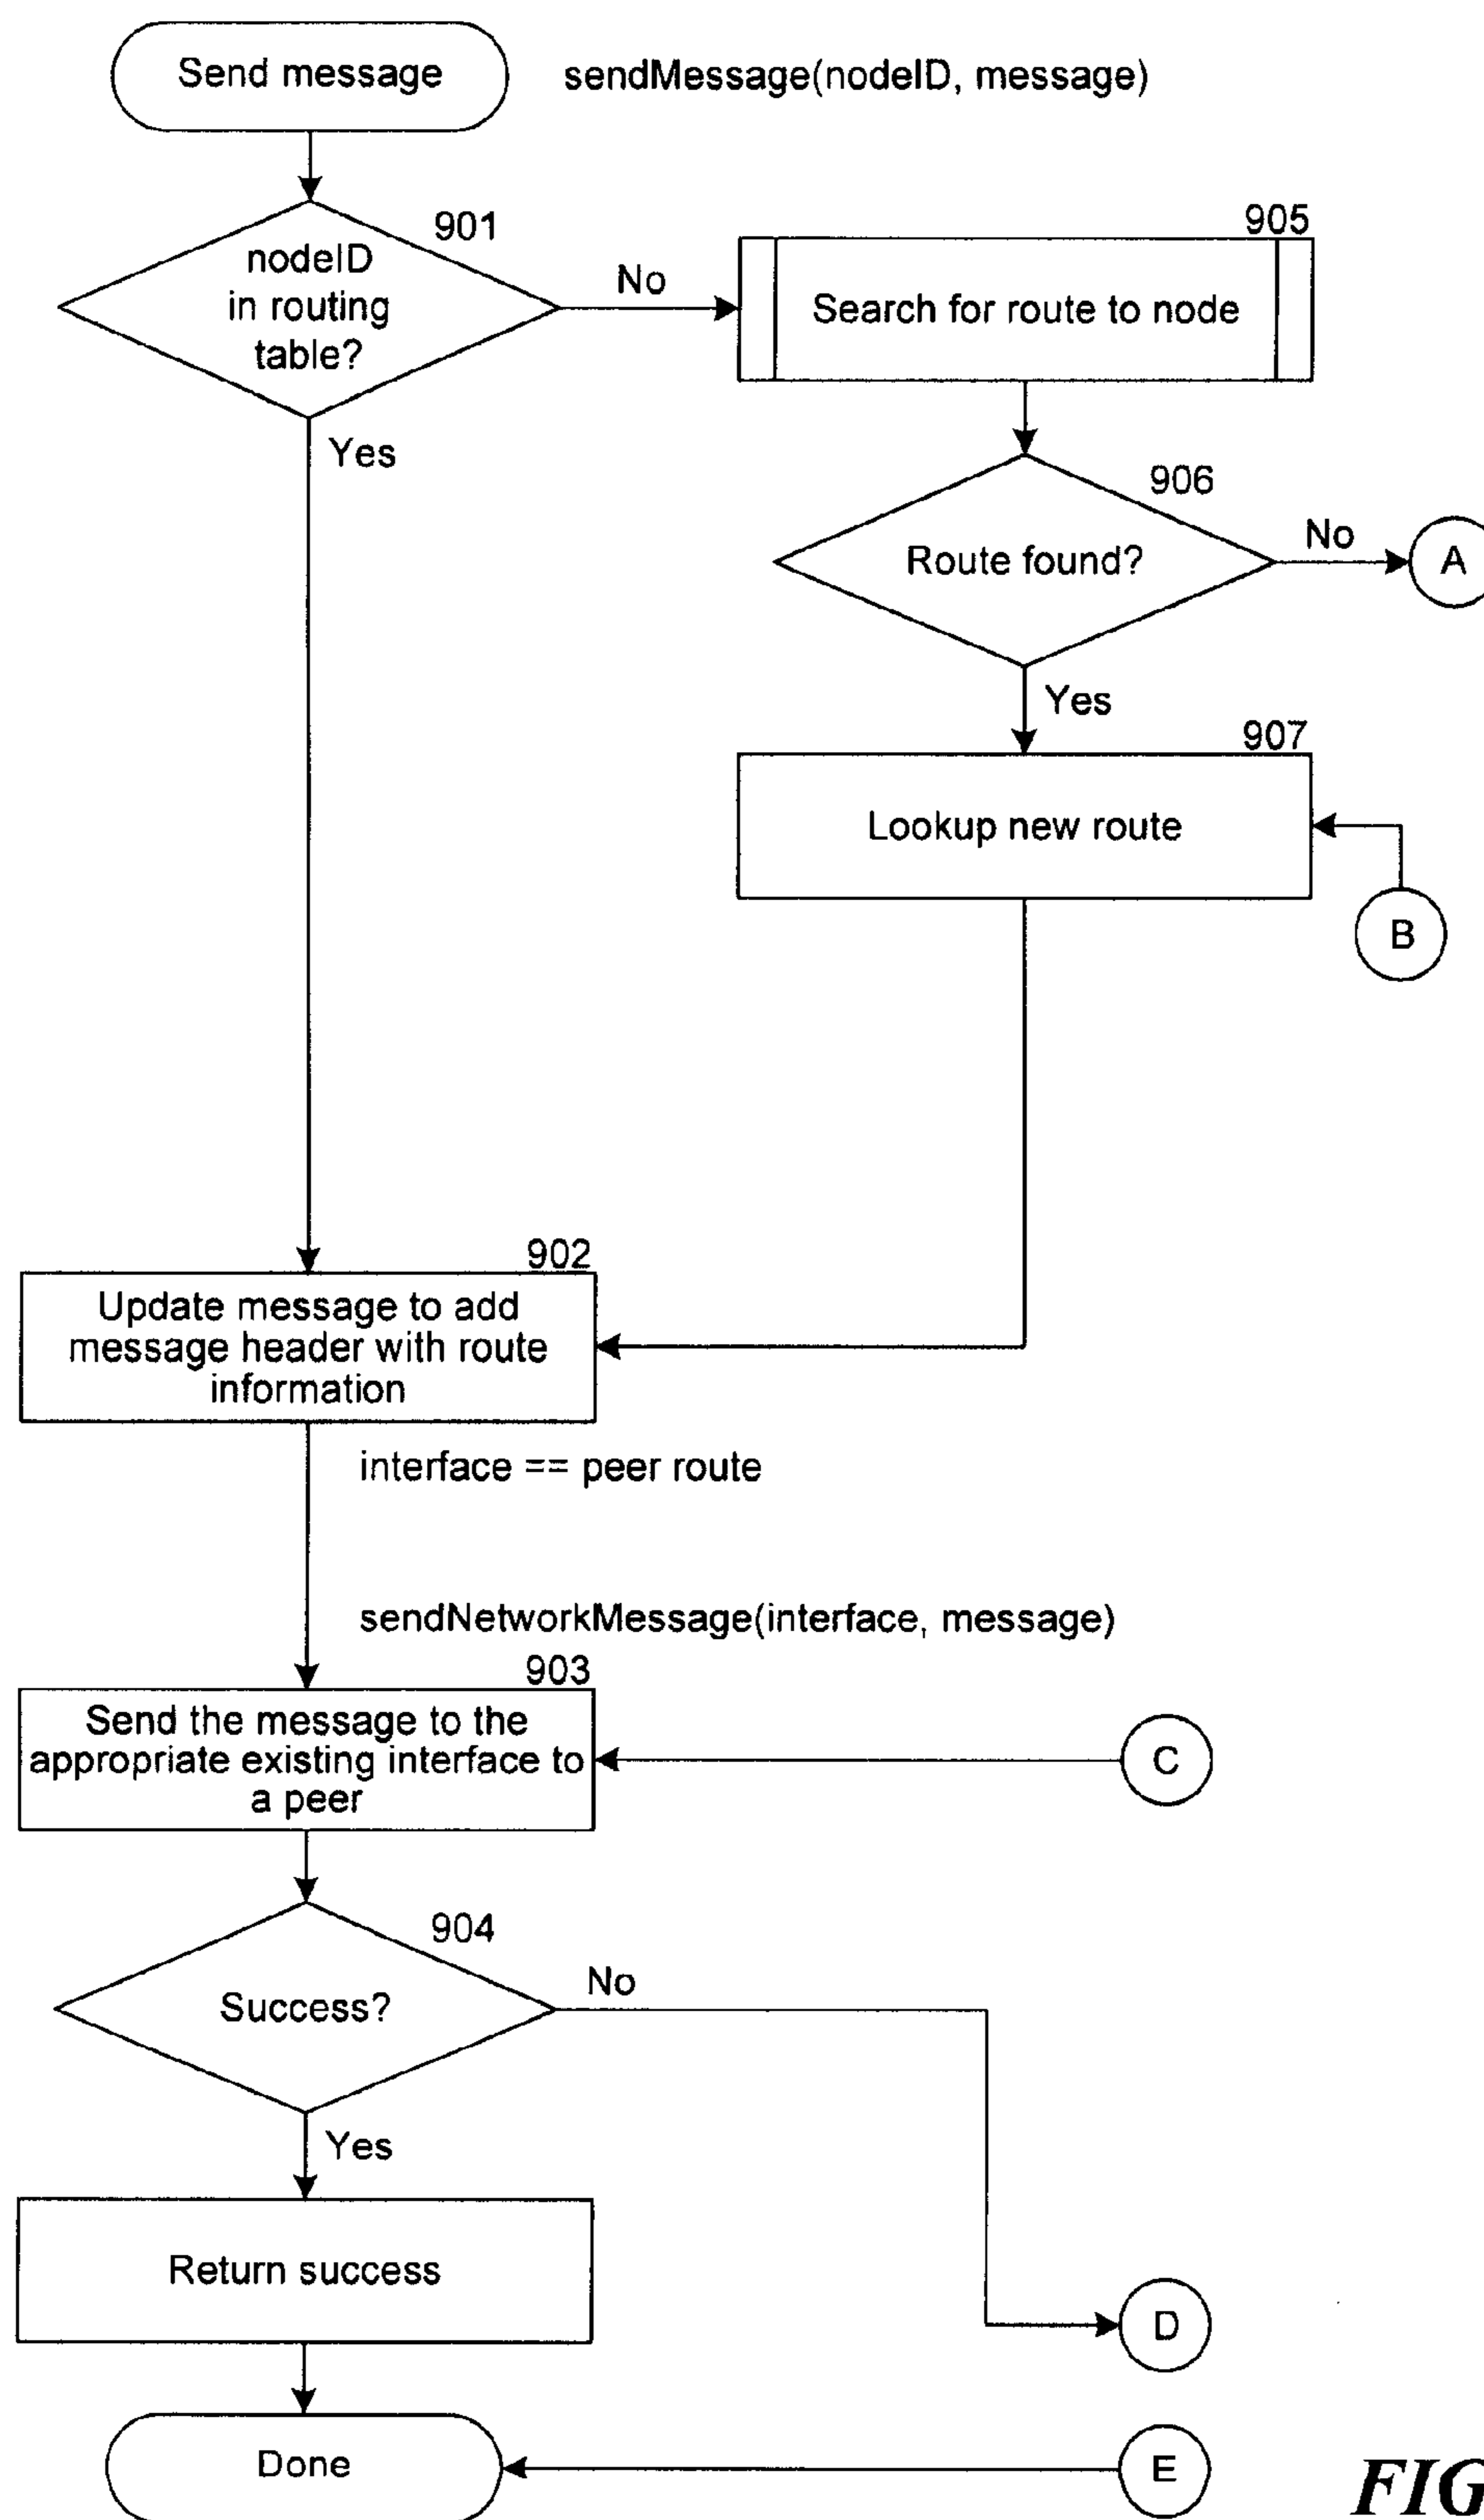 Send message
sendMessage(nodeID, message)
901
nodeID
in routing
table?
No
905
Search for route to node
Yes
906
Route found?
No
A
Yes
907
Lookup new route
B
902
Update message to add
message header with route
information
interface == peer route
sendNetworkMessage(interface, message)
903
Send the message to the
appropriate existing interface to
a peer
C
904
Success?
No
Yes
Return success
D
Done
E
FIG